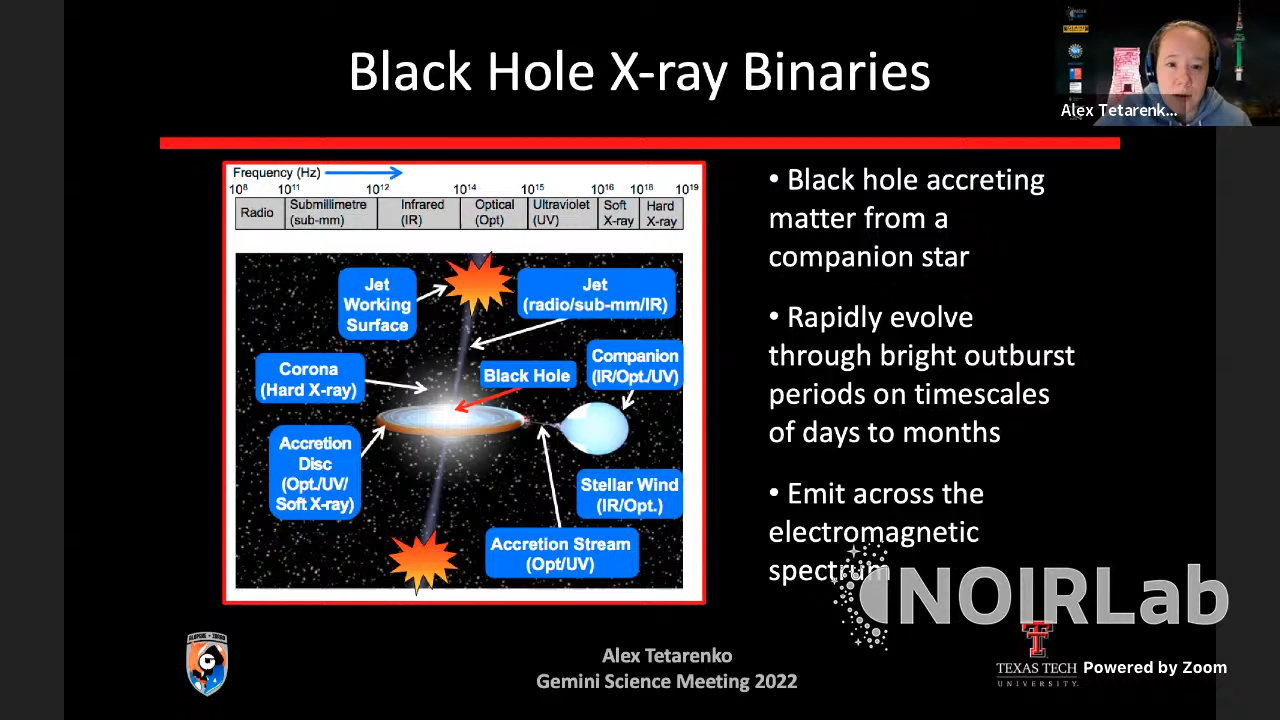 Black Hole X-ray Binaries
Alex Tetarenk...
Frequency (Hz)
10⁸ 10¹¹ 10¹² 10¹⁴ 10¹⁵ 10¹⁶ 10¹⁸ 10¹⁹
Radio
Submillimetre
(sub-mm)
Infrared
(IR)
Optical
(Opt)
Ultraviolet
(UV)
Soft
X-ray
Hard
X-ray
Jet
Working
Surface
Jet
(radio/sub-mm/IR)
Corona
(Hard X-ray)
Black Hole
Companion
(IR/Opt./UV)
Accretion
Disc
(Opt./UV/
Soft X-ray)
Stellar Wind
(IR/Opt.)
Accretion Stream
(Opt/UV)
• Black hole accreting
matter from a
companion star
• Rapidly evolve
through bright outburst
periods on timescales
of days to months
• Emit across the
electromagnetic
spectrum
NOIRLab
Alex Tetarenko
Gemini Science Meeting 2022
TEXAS TECH
UNIVERSITY.
Powered by Zoom